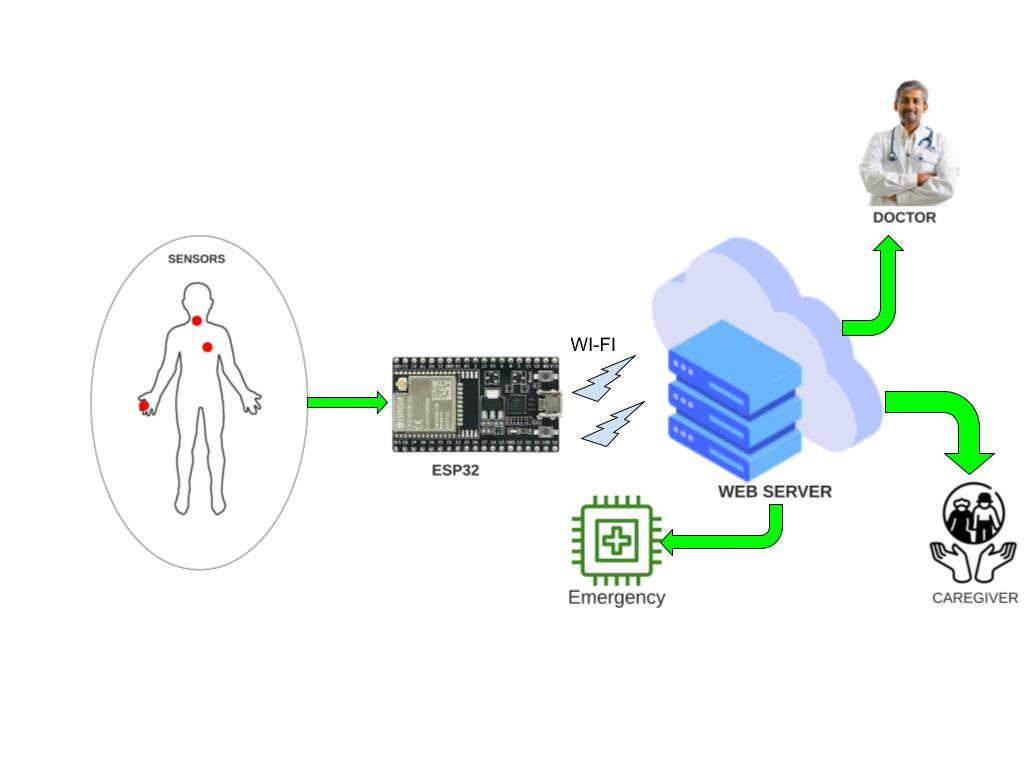 DOCTOR
SENSORS
WI-FI
ESP32
WEB SERVER
Emergency
CAREGIVER